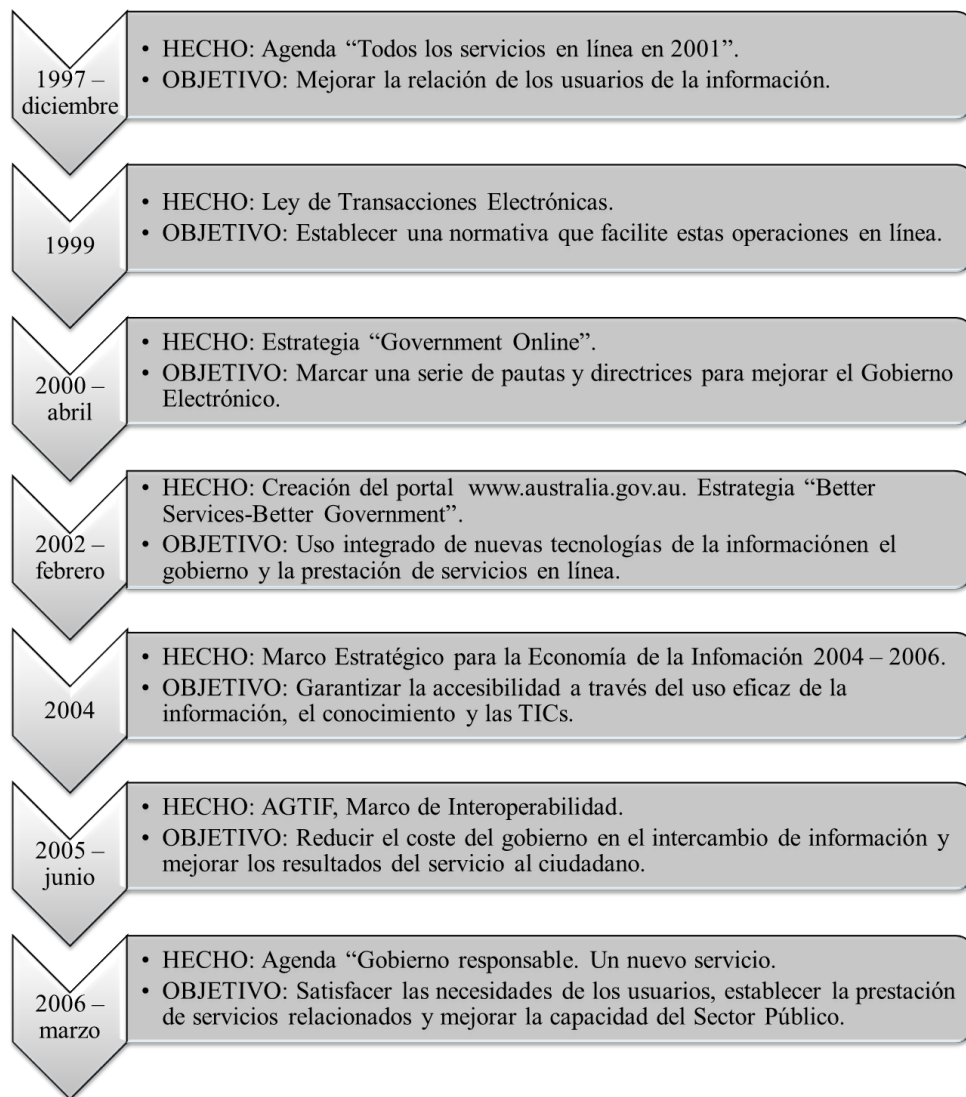 1997 –
diciembre
• HECHO: Agenda “Todos los servicios en línea en 2001”.
• OBJETIVO: Mejorar la relación de los usuarios de la información.
1999
• HECHO: Ley de Transacciones Electrónicas.
• OBJETIVO: Establecer una normativa que facilite estas operaciones en línea.
2000 –
abril
• HECHO: Estrategia “Government Online”.
• OBJETIVO: Marcar una serie de pautas y directrices para mejorar el Gobierno
Electrónico.
2002 –
febrero
• HECHO: Creación del portal www.australia.gov.au. Estrategia “Better
Services-Better Government”.
• OBJETIVO: Uso integrado de nuevas tecnologías de la informaciónen el
gobierno y la prestación de servicios en línea.
2004
• HECHO: Marco Estratégico para la Economía de la Infomación 2004 – 2006.
• OBJETIVO: Garantizar la accesibilidad a través del uso eficaz de la
información, el conocimiento y las TICs.
2005 –
junio
• HECHO: AGTIF, Marco de Interoperabilidad.
• OBJETIVO: Reducir el coste del gobierno en el intercambio de información y
mejorar los resultados del servicio al ciudadano.
2006 –
marzo
• HECHO: Agenda “Gobierno responsable. Un nuevo servicio.
• OBJETIVO: Satisfacer las necesidades de los usuarios, establecer la prestación
de servicios relacionados y mejorar la capacidad del Sector Público.